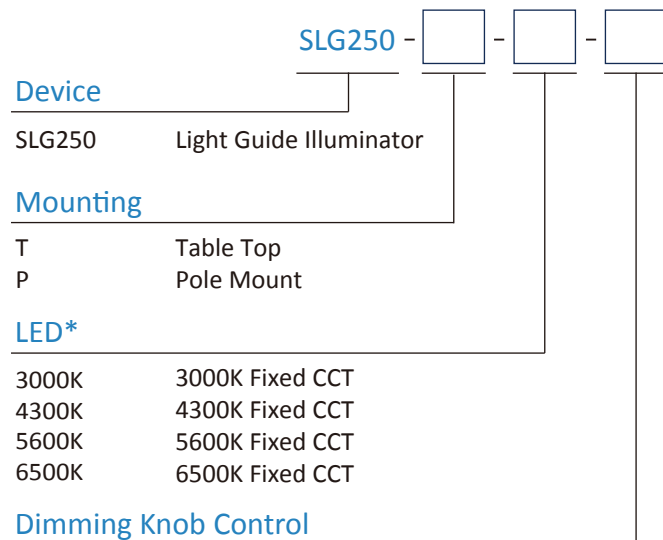 SLG250 - - -
Device
SLG250 Light Guide Illuminator
Mounting
T Table Top
P Pole Mount
LED*
3000K 3000K Fixed CCT
4300K 4300K Fixed CCT
5600K 5600K Fixed CCT
6500K 6500K Fixed CCT
Dimming Knob Control